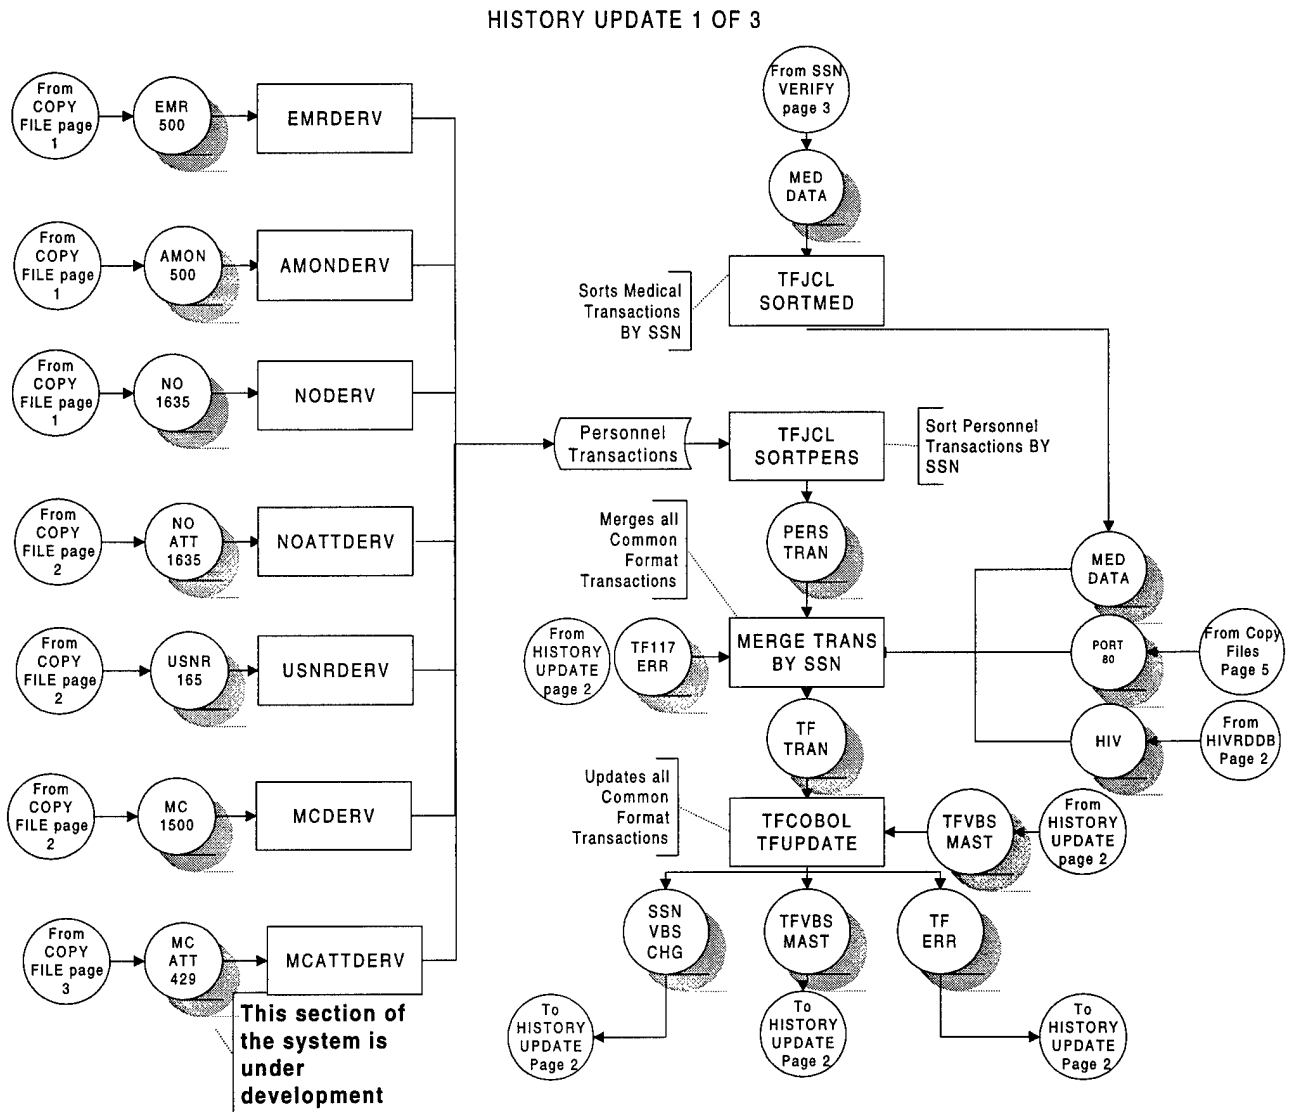 HISTORY UPDATE 1 OF 3
From
COPY
FILE page
1
EMR
500
EMRDERV
From
COPY
FILE page
1
AMON
500
AMONDERV
From
COPY
FILE page
1
NO
1635
NODERV
From
COPY
FILE page
2
NO
ATT
1635
NOATTDERV
From
COPY
FILE page
2
USNR
165
USNRDERV
From
COPY
FILE page
2
MC
1500
MCDERV
From
COPY
FILE page
3
MC
ATT
429
MCATTDERV
This section of
the system is
under
development
From SSN
VERIFY
page 3
MED
DATA
Sorts Medical
Transactions
BY SSN
TFJCL
SORTMED
Personnel
Transactions
TFJCL
SORTPERS
Sort Personnel
Transactions BY
SSN
PERS
TRAN
Merges all
Common
Format
Transactions
From
HISTORY
UPDATE
page 2
TF117
ERR
MERGE TRANS
BY SSN
MED
DATA
PORT
80
From Copy
Files
Page 5
HIV
From
HIVRDDB
Page 2
TF
TRAN
Updates all
Common
Format
Transactions
TFCOBOL
TFUPDATE
TFVBS
MAST
From
HISTORY
UPDATE
page 2
SSN
VBS
CHG
TFVBS
MAST
TF
ERR
To
HISTORY
UPDATE
Page 2
To
HISTORY
UPDATE
Page 2
To
HISTORY
UPDATE
Page 2